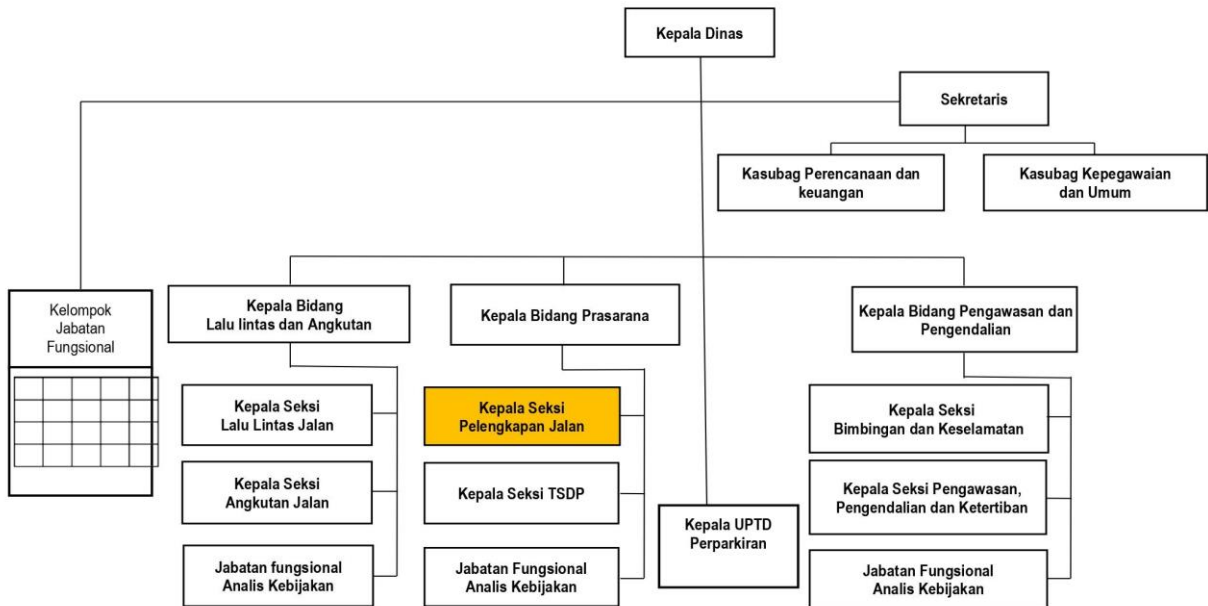 Kepala Dinas
Sekretaris
Kasubag Perencanaan dan
keuangan
Kasubag Kepegawaian
dan Umum
Kelompok
Jabatan
Fungsional
Kepala Bidang
Lalu lintas dan Angkutan
Kepala Bidang Prasarana
Kepala Bidang Pengawasan dan
Pengendalian
Kepala Seksi
Lalu Lintas Jalan
Kepala Seksi
Pelengkapan Jalan
Kepala Seksi
Bimbingan dan Keselamatan
Kepala Seksi
Angkutan Jalan
Kepala Seksi TSDP
Kepala UPTD
Perparkiran
Kepala Seksi Pengawasan,
Pengendalian dan Ketertiban
Jabatan fungsional
Analis Kebijakan
Jabatan Fungsional
Analis Kebijakan
Jabatan Fungsional
Analis Kebijakan